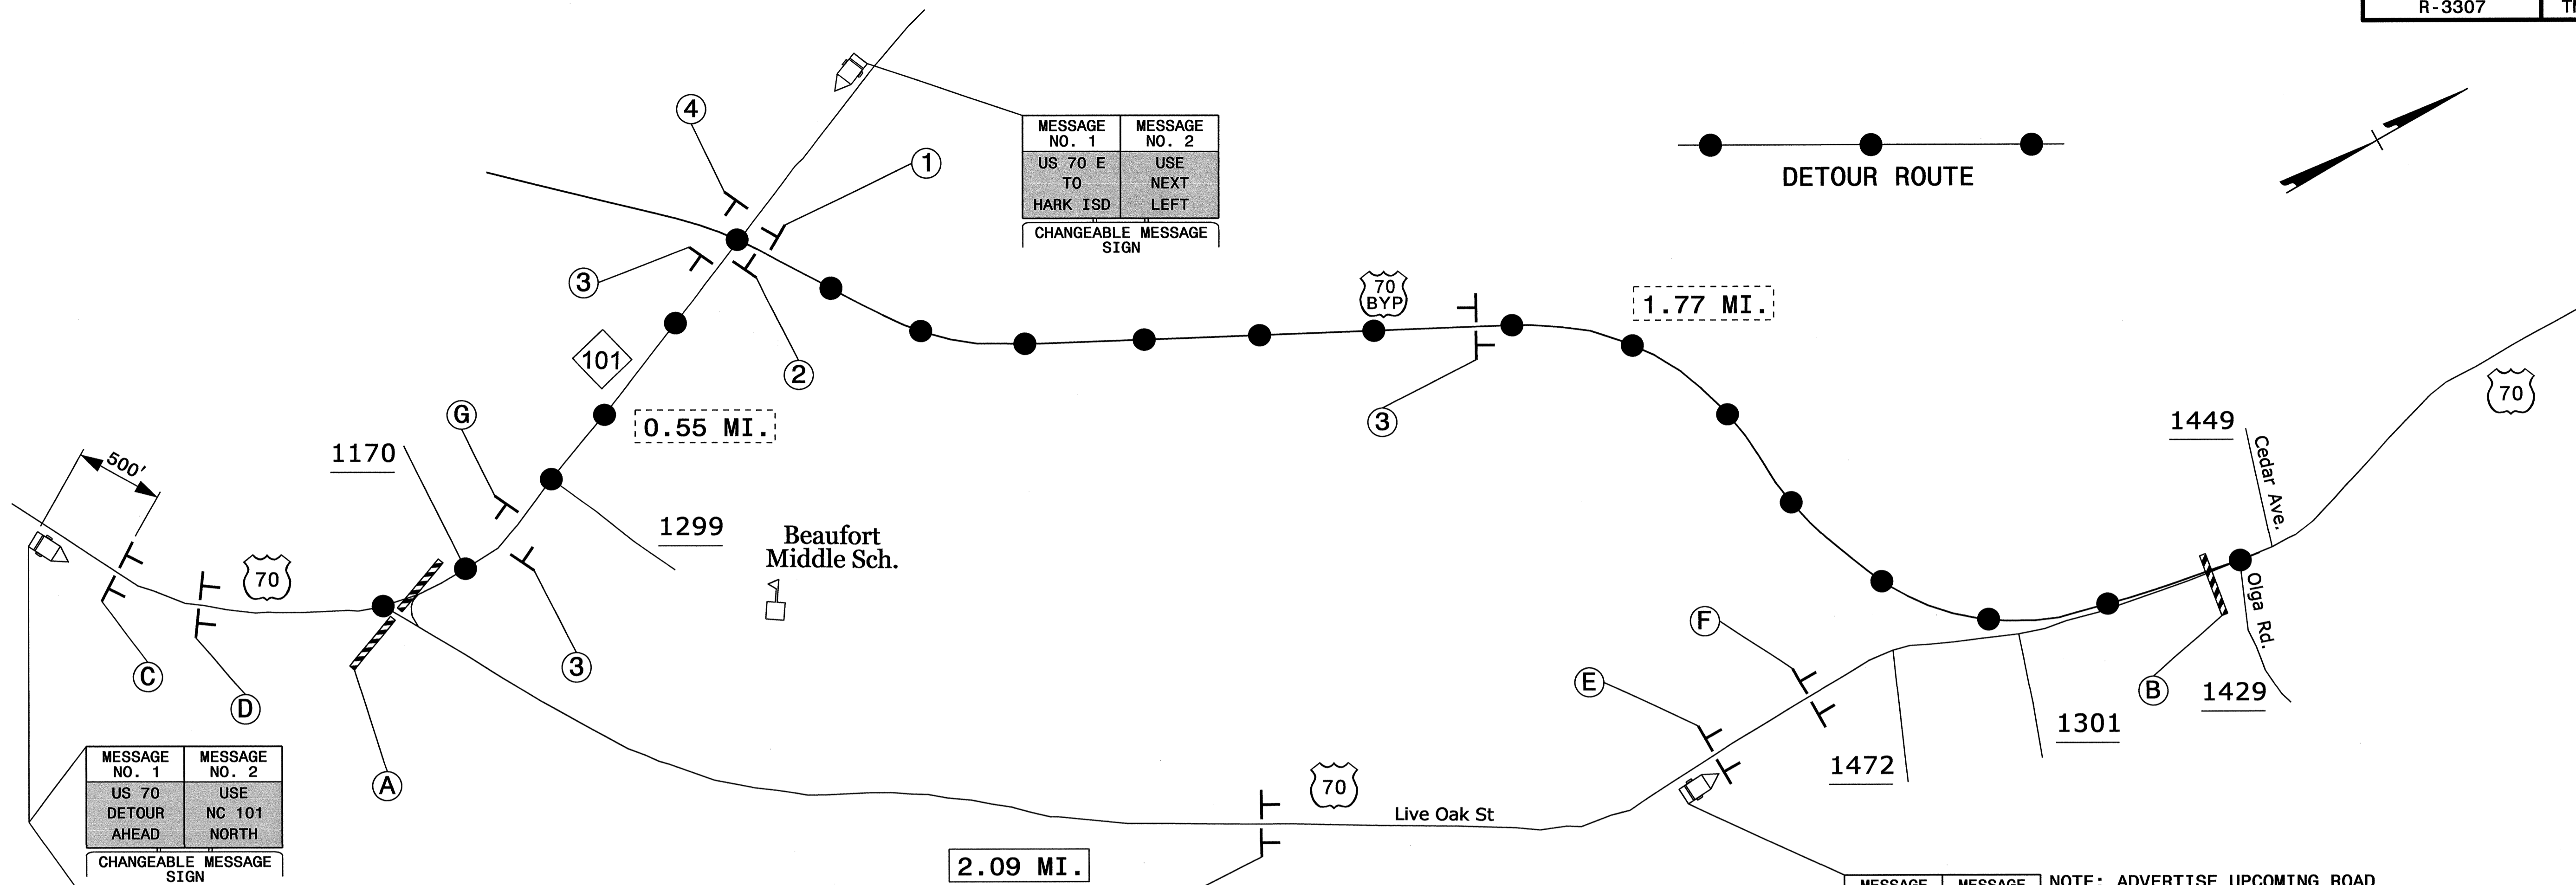 R-3307
4
1
MESSAGE NO. 1
MESSAGE NO. 2
US 70 E
TO
HARK ISD
USE
NEXT
LEFT
CHANGEABLE MESSAGE
SIGN
DETOUR ROUTE
3
2
101
70
BYP
1.77 MI.
3
70
1449
Cedar Ave.
G
0.55 MI.
1170
500'
1299
Beaufort
Middle Sch.
70
3
C
D
A
F
E
B
Olga Rd.
1429
1301
1472
MESSAGE NO. 1
MESSAGE NO. 2
US 70
DETOUR
AHEAD
USE
NC 101
NORTH
CHANGEABLE MESSAGE
SIGN
70
Live Oak St
2.09 MI.
MESSAGE
MESSAGE
NOTE: ADVERTISE UPCOMING ROAD